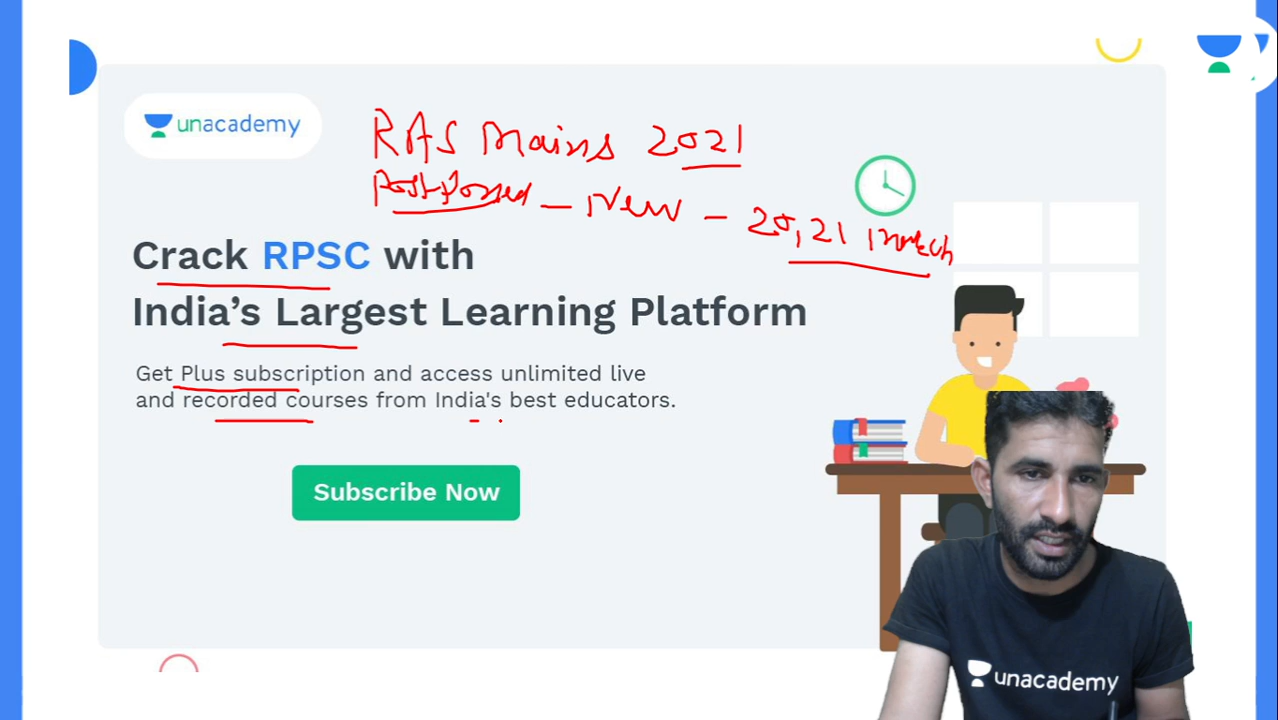 unacademy
RAS Mains 2021
Postponed - New - 20, 21 march
Crack RPSC with
India's Largest Learning Platform
Get Plus subscription and access unlimited live
and recorded courses from India's best educators.
Subscribe Now
unacademy